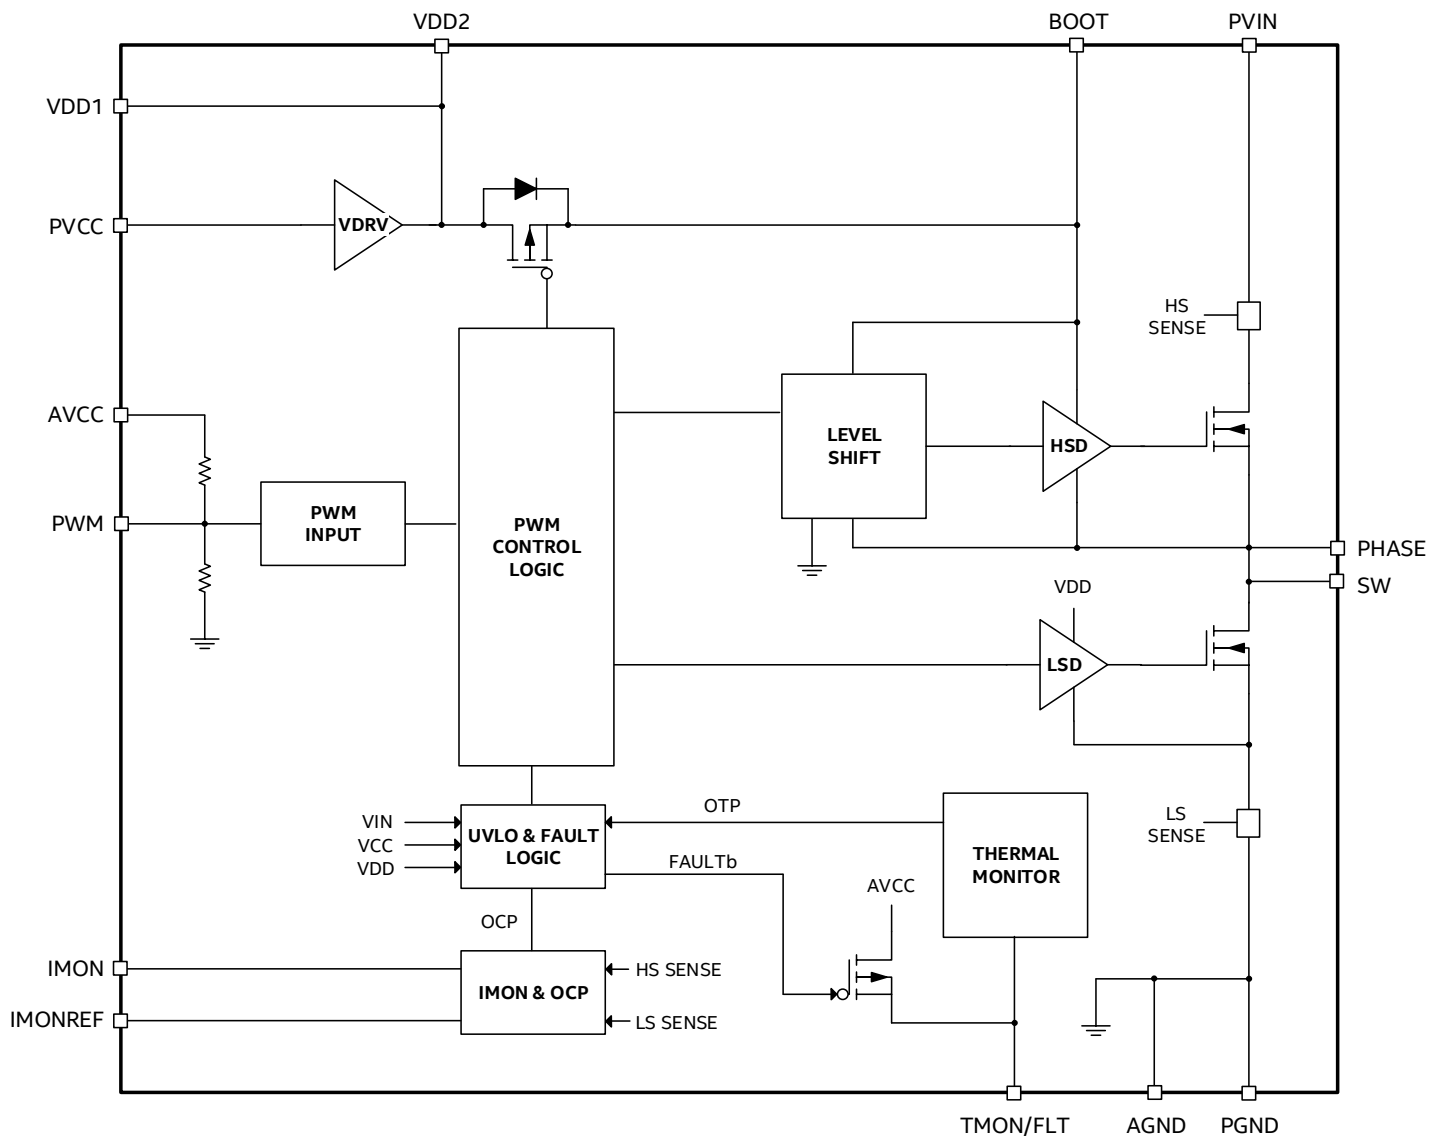 VDD2
BOOT
PVIN
VDD1
PVCC
VDRV
HS
SENSE
AVCC
LEVEL
SHIFT
HSD
PWM
PWM
INPUT
PWM
CONTROL
LOGIC
PHASE
SW
VDD
LSD
OTP
VIN
VCC
VDD
UVLO & FAULT
LOGIC
FAULTb
LS
SENSE
THERMAL
MONITOR
AVCC
OCP
IMON
IMONREF
IMON & OCP
HS SENSE
LS SENSE
TMON/FLT
AGND
PGND